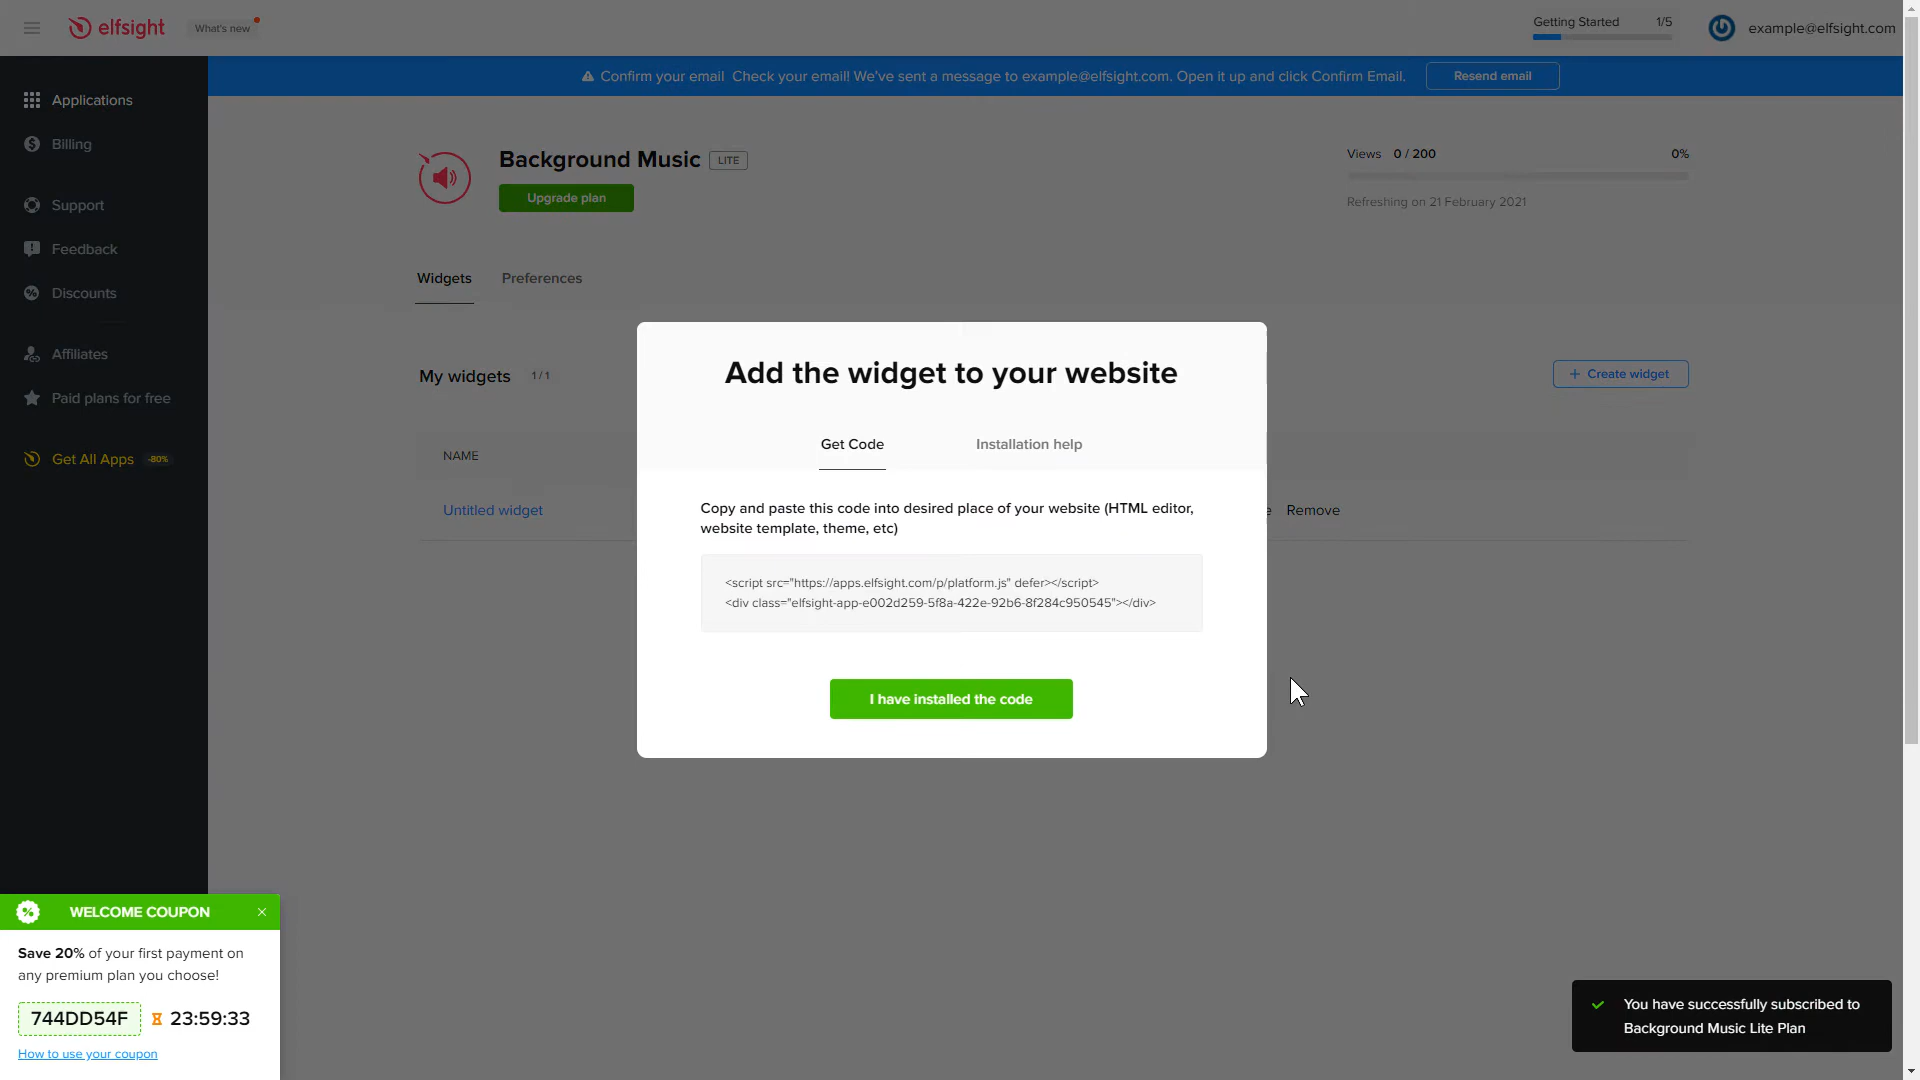 elfsight
What's new
Getting Started 1/5
example@elfsight.com
Confirm your email Check your email! We've sent a message to example@elfsight.com. Open it up and click Confirm Email.
Resend email
Applications
Billing
Support
Feedback
Discounts
Affiliates
Paid plans for free
Get All Apps -80%
Background Music LITE
Upgrade plan
Views 0 / 200 0%
Refreshing on 21 February 2021
Widgets Preferences
My widgets 1 / 1
+ Create widget
NAME
Untitled widget
e Remove
Add the widget to your website
Get Code Installation help
Copy and paste this code into desired place of your website (HTML editor,
website template, theme, etc)
<script src="https://apps.elfsight.com/p/platform.js" defer></script>
<div class="elfsight-app-e002d259-5f8a-422e-92b6-8f284c950545"></div>
I have installed the code
WELCOME COUPON
Save 20% of your first payment on
any premium plan you choose!
744DD54F 23:59:33
How to use your coupon
You have successfully subscribed to
Background Music Lite Plan